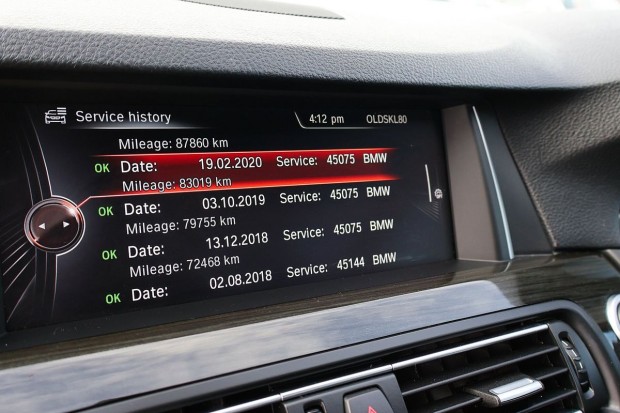 Service history 4:12 pm OLDSKL80
Mileage: 87860 km
OK Date: 19.02.2020 Service: 45075 BMW
Mileage: 83019 km
OK Date: 03.10.2019 Service: 45075 BMW
Mileage: 79755 km
OK Date: 13.12.2018 Service: 45075 BMW
Mileage: 72468 km
OK Date: 02.08.2018 Service: 45144 BMW